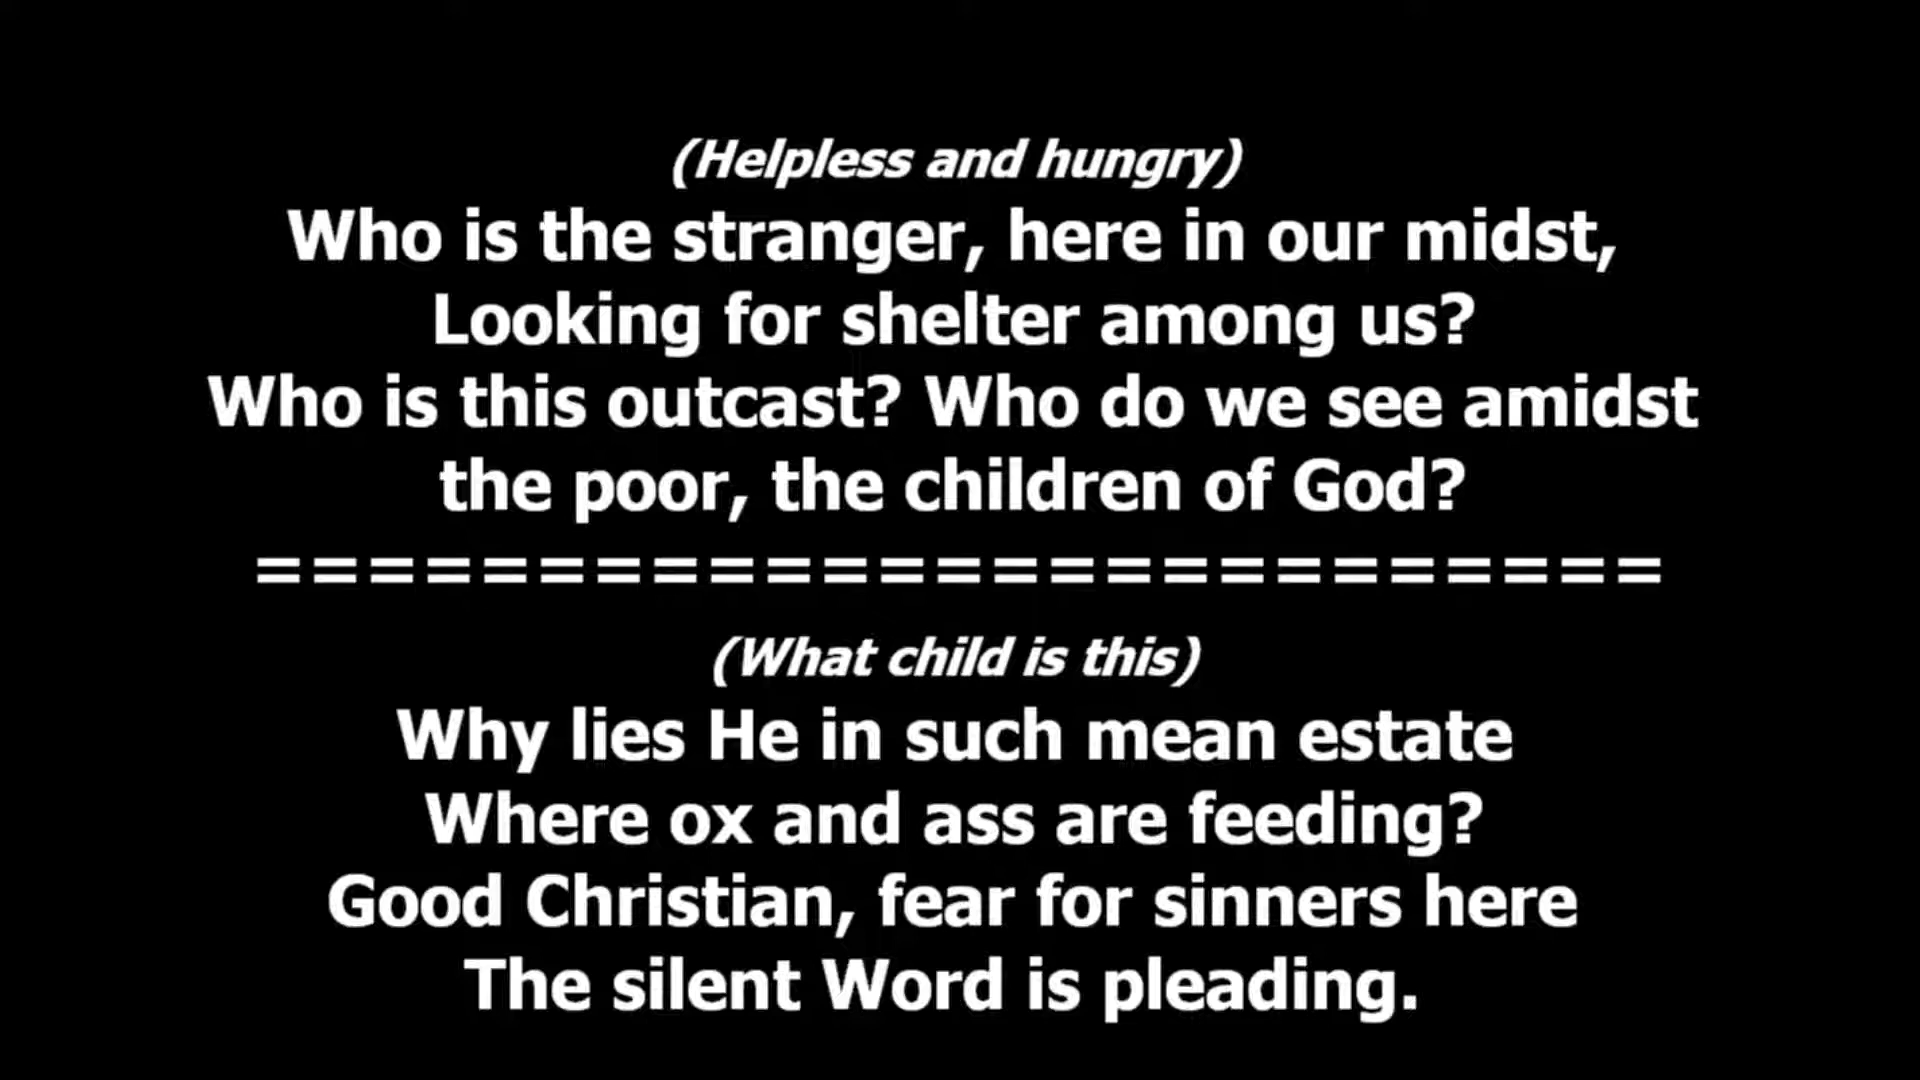 (Helpless and hungry)
Who is the stranger, here in our midst,
Looking for shelter among us?
Who is this outcast? Who do we see amidst
the poor, the children of God?
=========================
(What child is this)
Why lies He in such mean estate
Where ox and ass are feeding?
Good Christian, fear for sinners here
The silent Word is pleading.